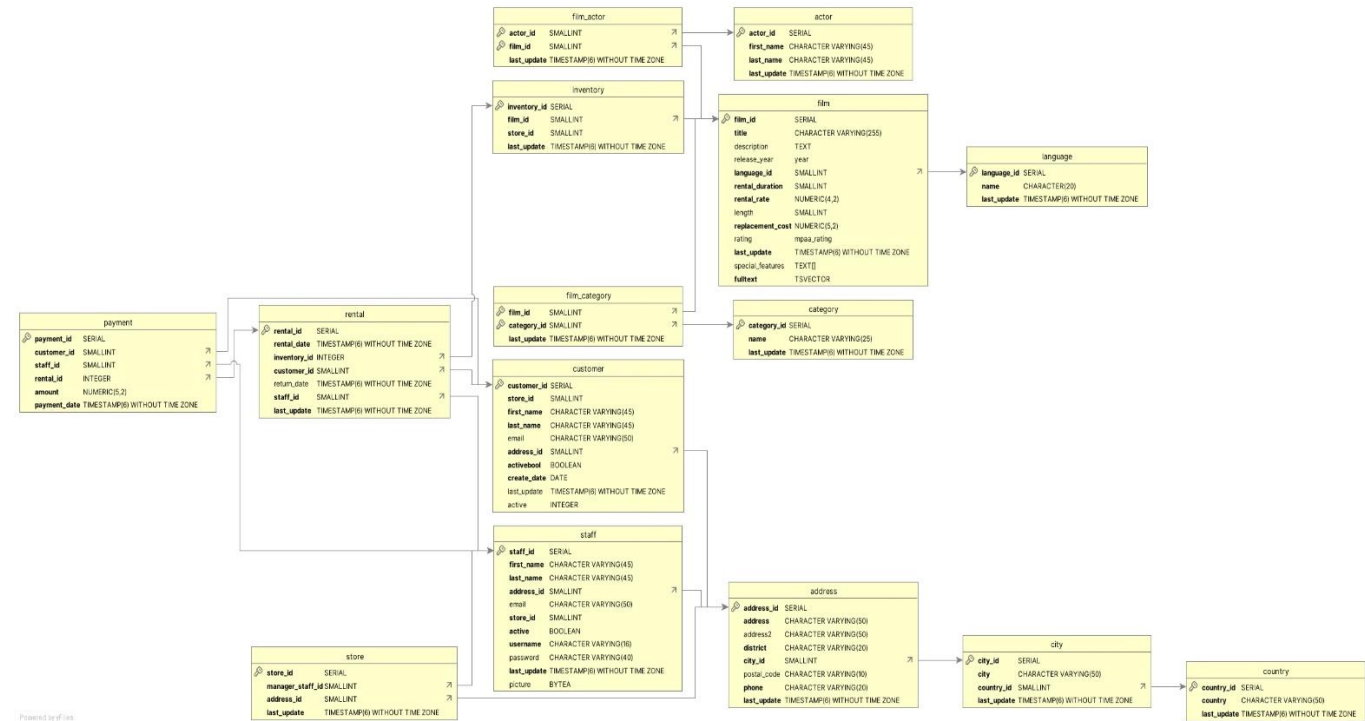 film_actor
actor_id SMALLINT
film_id SMALLINT
last_update TIMESTAMP(6) WITHOUT TIME ZONE
actor
actor_id SERIAL
first_name CHARACTER VARYING(45)
last_name CHARACTER VARYING(45)
last_update TIMESTAMP(6) WITHOUT TIME ZONE
inventory
inventory_id SERIAL
film_id SMALLINT
store_id SMALLINT
last_update TIMESTAMP(6) WITHOUT TIME ZONE
film
film_id SERIAL
title CHARACTER VARYING(255)
description TEXT
release_year year
language_id SMALLINT
rental_duration SMALLINT
rental_rate NUMERIC(4,2)
length SMALLINT
replacement_cost NUMERIC(5,2)
rating mpaa_rating
last_update TIMESTAMP(6) WITHOUT TIME ZONE
special_features TEXT[]
fulltext TSVECTOR
language
language_id SERIAL
name CHARACTER(20)
last_update TIMESTAMP(6) WITHOUT TIME ZONE
film_category
film_id SMALLINT
category_id SMALLINT
last_update TIMESTAMP(6) WITHOUT TIME ZONE
category
category_id SERIAL
name CHARACTER VARYING(25)
last_update TIMESTAMP(6) WITHOUT TIME ZONE
payment
payment_id SERIAL
customer_id SMALLINT
staff_id SMALLINT
rental_id INTEGER
amount NUMERIC(5,2)
payment_date TIMESTAMP(6) WITHOUT TIME ZONE
rental
rental_id SERIAL
rental_date TIMESTAMP(6) WITHOUT TIME ZONE
inventory_id INTEGER
customer_id SMALLINT
return_date TIMESTAMP(6) WITHOUT TIME ZONE
staff_id SMALLINT
last_update TIMESTAMP(6) WITHOUT TIME ZONE
customer
customer_id SERIAL
store_id SMALLINT
first_name CHARACTER VARYING(45)
last_name CHARACTER VARYING(45)
email CHARACTER VARYING(50)
address_id SMALLINT
activebool BOOLEAN
create_date DATE
last_update TIMESTAMP(6) WITHOUT TIME ZONE
active INTEGER
staff
staff_id SERIAL
first_name CHARACTER VARYING(45)
last_name CHARACTER VARYING(45)
address_id SMALLINT
email CHARACTER VARYING(50)
store_id SMALLINT
active BOOLEAN
username CHARACTER VARYING(16)
password CHARACTER VARYING(40)
last_update TIMESTAMP(6) WITHOUT TIME ZONE
picture BYTEA
store
store_id SERIAL
manager_staff_id SMALLINT
address_id SMALLINT
last_update TIMESTAMP(6) WITHOUT TIME ZONE
address
address_id SERIAL
address CHARACTER VARYING(50)
address2 CHARACTER VARYING(50)
district CHARACTER VARYING(20)
city_id SMALLINT
postal_code CHARACTER VARYING(10)
phone CHARACTER VARYING(20)
last_update TIMESTAMP(6) WITHOUT TIME ZONE
city
city_id SERIAL
city CHARACTER VARYING(50)
country_id SMALLINT
last_update TIMESTAMP(6) WITHOUT TIME ZONE
country
country_id SERIAL
country CHARACTER VARYING(50)
last_update TIMESTAMP(6) WITHOUT TIME ZONE
Powered by yFiles